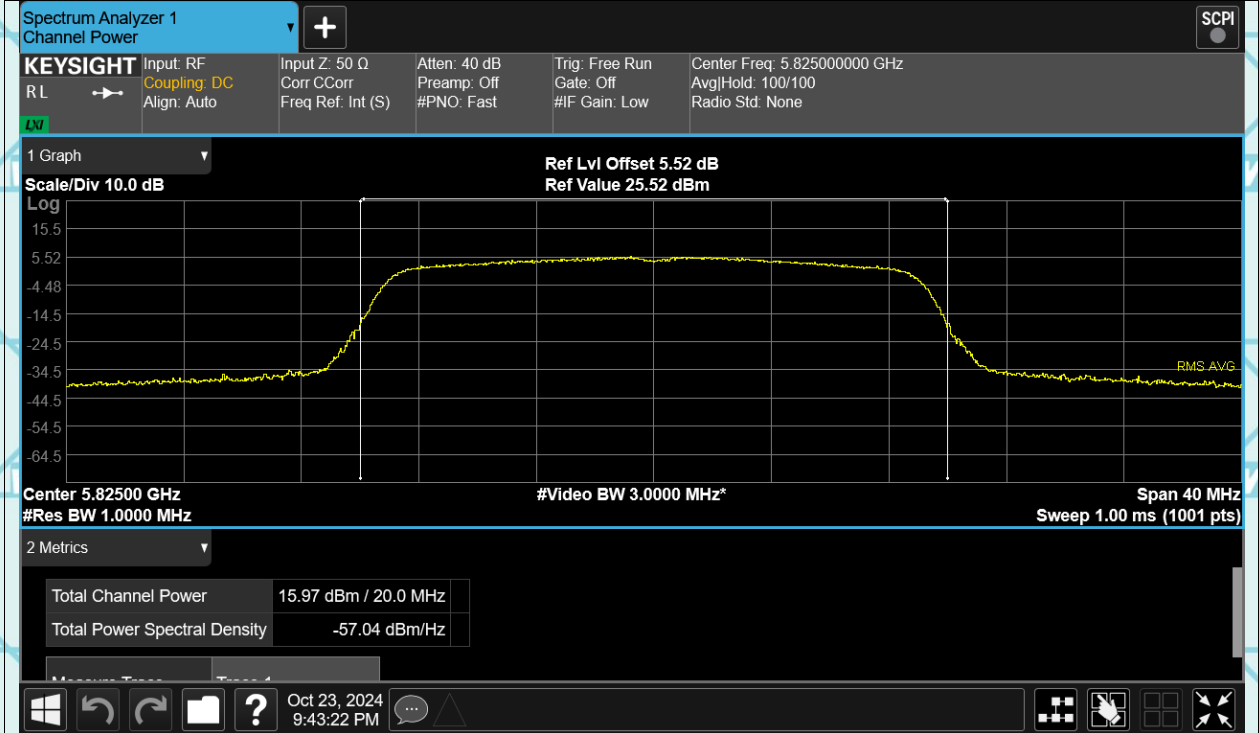 Spectrum Analyzer 1
Channel Power
SCPI
KEYSIGHT
R L
LXI
Input: RF
Coupling: DC
Align: Auto
Input Z: 50 Ω
Corr CCorr
Freq Ref: Int (S)
Atten: 40 dB
Preamp: Off
#PNO: Fast
Trig: Free Run
Gate: Off
#IF Gain: Low
Center Freq: 5.825000000 GHz
Avg|Hold: 100/100
Radio Std: None
1 Graph
Scale/Div 10.0 dB
Ref Lvl Offset 5.52 dB
Ref Value 25.52 dBm
Log
15.5
5.52
-4.48
-14.5
-24.5
-34.5
-44.5
-54.5
-64.5
RMS AVG
Center 5.82500 GHz
#Video BW 3.0000 MHz*
Span 40 MHz
#Res BW 1.0000 MHz
Sweep 1.00 ms (1001 pts)
2 Metrics
Total Channel Power 15.97 dBm / 20.0 MHz
Total Power Spectral Density -57.04 dBm/Hz
Measure Trace Trace 1
?
Oct 23, 2024
9:43:22 PM